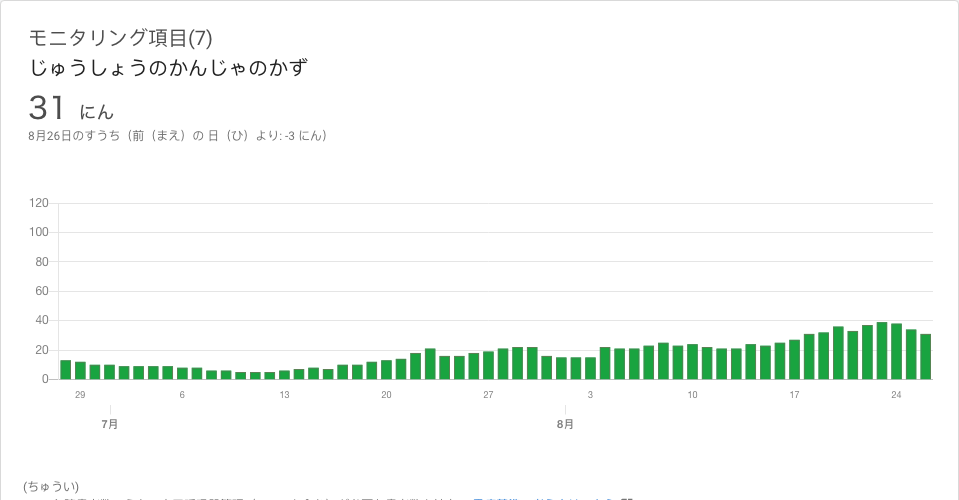 モニタリング項目(7)
じゅうしょうのかんじゃのかず
31 にん
8月26日のすうち（前（まえ）の 日（ひ）より: -3 にん）
120
100
80
60
40
20
0
29 6 13 20 27 3 10 17 24
7月 8月
(ちゅうい)